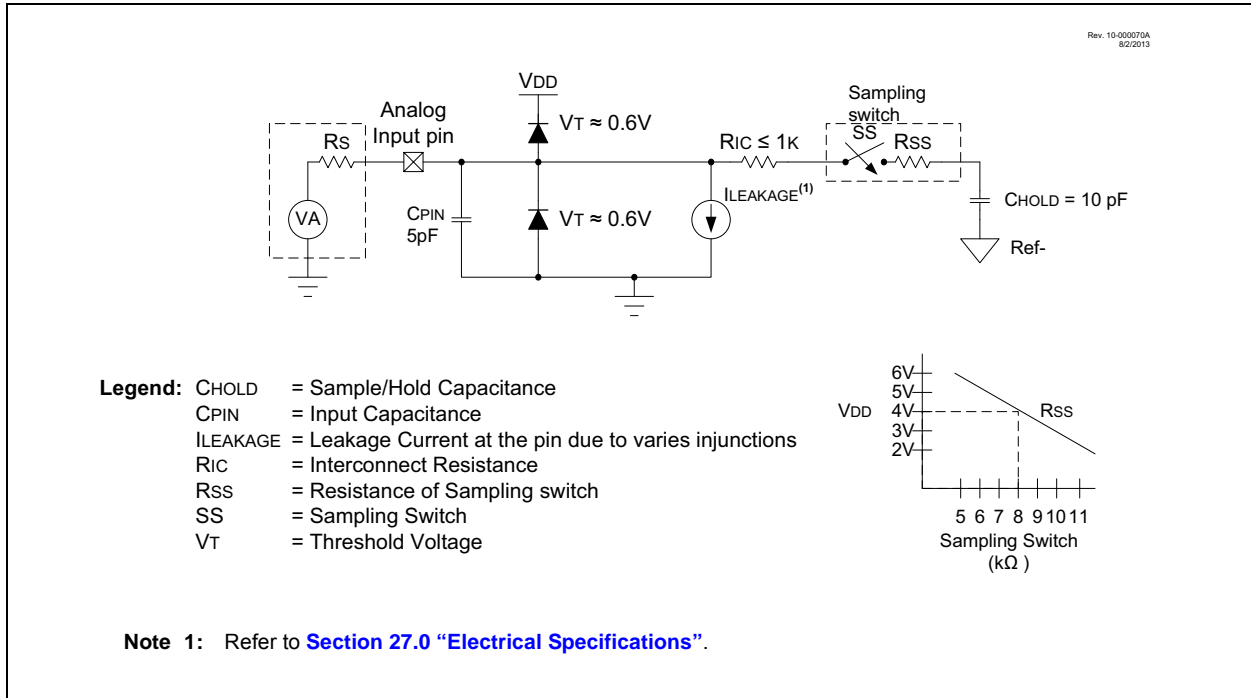 Rev. 10-000070A
8/2/2013
VDD
Analog
Input pin
Sampling
switch
SS
RSS
RS
VT ≈ 0.6V
RIC ≤ 1K
VA
CPIN
5pF
VT ≈ 0.6V
ILEAKAGE(1)
CHOLD = 10 pF
Ref-
Legend: CHOLD = Sample/Hold Capacitance
CPIN = Input Capacitance
ILEAKAGE = Leakage Current at the pin due to varies injunctions
RIC = Interconnect Resistance
RSS = Resistance of Sampling switch
SS = Sampling Switch
VT = Threshold Voltage
6V
5V
VDD 4V RSS
3V
2V
5 6 7 8 9 10 11
Sampling Switch
(kΩ )
Note 1: Refer to Section 27.0 “Electrical Specifications”.